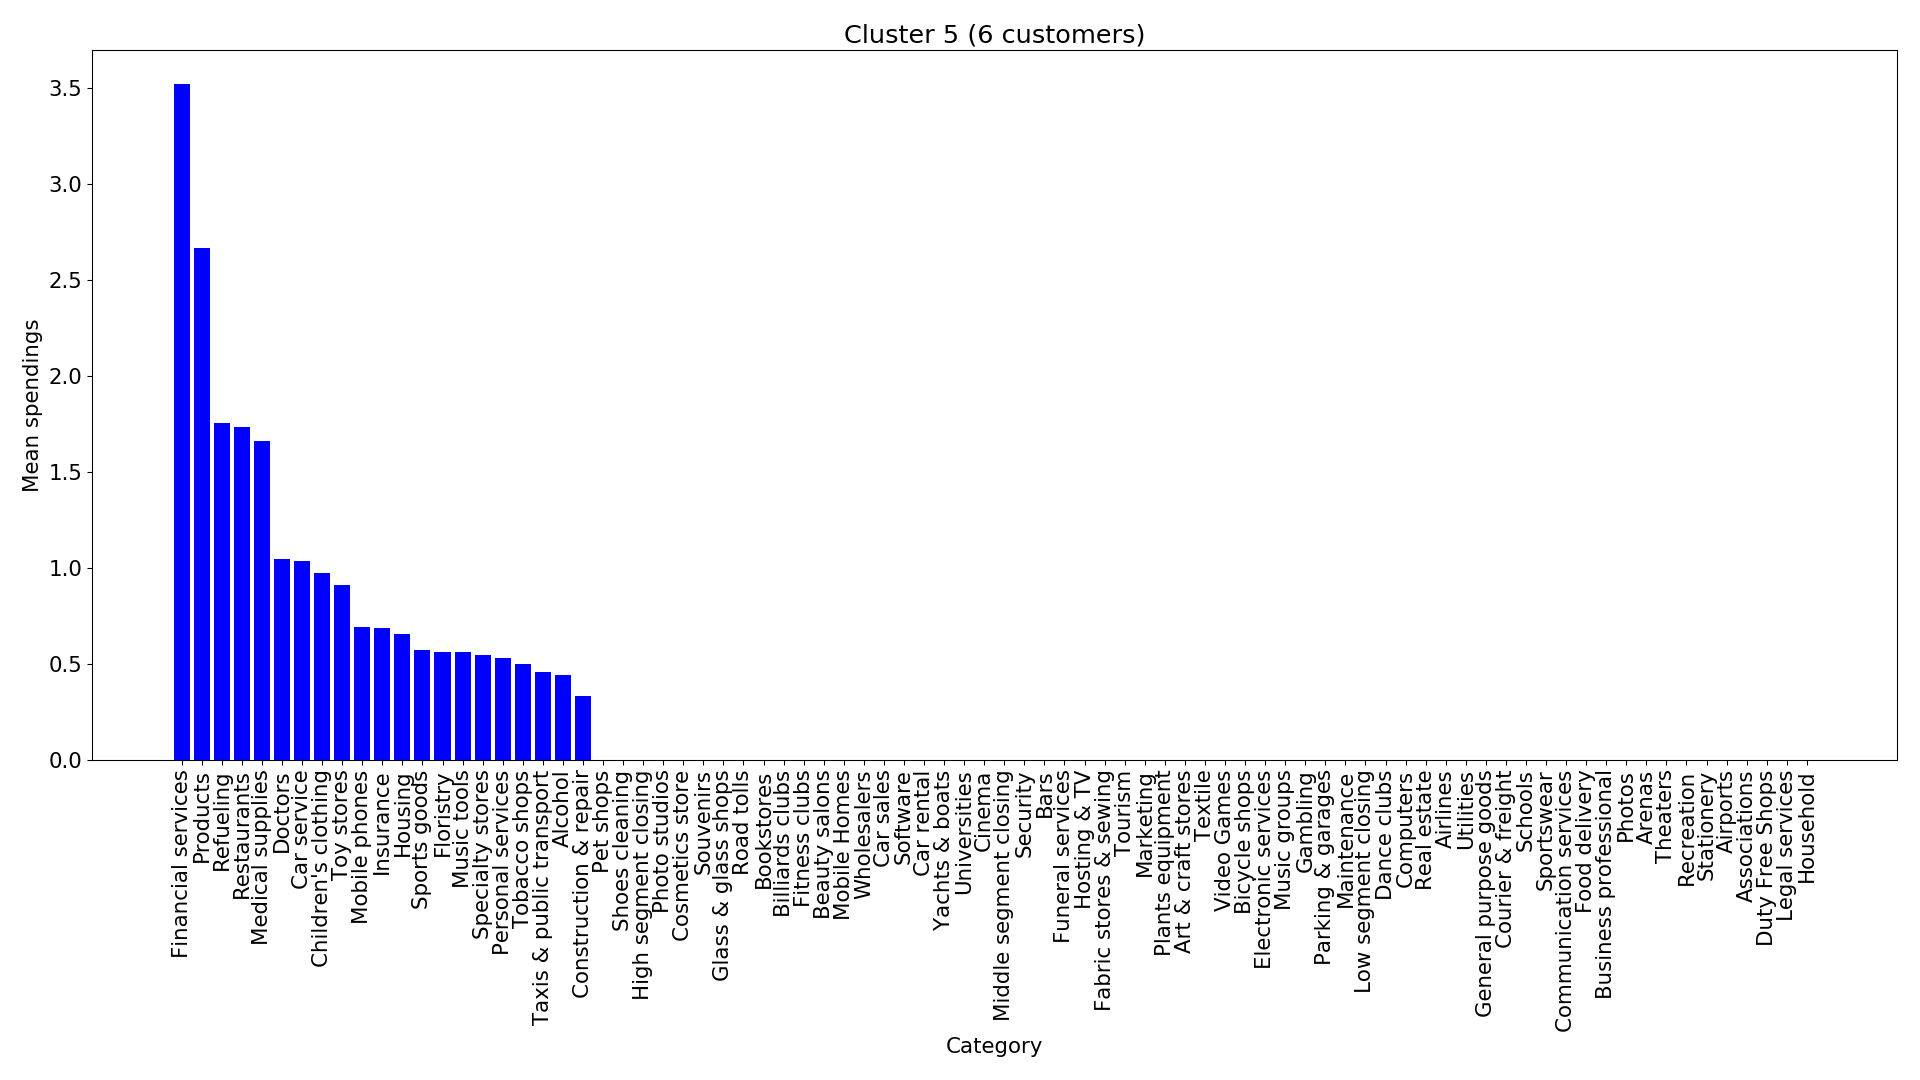 Cluster 5 (6 customers)
Mean spendings
3.5
3.0
2.5
2.0
1.5
1.0
0.5
0.0
Financial services
Products
Refueling
Restaurants
Medical supplies
Doctors
Car service
Children's clothing
Toy stores
Mobile phones
Insurance
Housing
Sports goods
Floristry
Music tools
Specialty stores
Personal services
Tobacco shops
Taxis & public transport
Alcohol
Construction & repair
Pet shops
Shoes cleaning
High segment closing
Photo studios
Cosmetics store
Souvenirs
Glass & glass shops
Road tolls
Bookstores
Billiards clubs
Fitness clubs
Beauty salons
Mobile Homes
Wholesalers
Car sales
Software
Car rental
Yachts & boats
Universities
Cinema
Middle segment closing
Security
Bars
Funeral services
Hosting & TV
Fabric stores & sewing
Tourism
Marketing
Plants equipment
Art & craft stores
Textile
Video Games
Bicycle shops
Electronic services
Music groups
Gambling
Parking & garages
Maintenance
Low segment closing
Dance clubs
Computers
Real estate
Airlines
Utilities
General purpose goods
Courier & freight
Schools
Sportswear
Communication services
Food delivery
Business professional
Photos
Arenas
Theaters
Recreation
Stationery
Airports
Associations
Duty Free Shops
Legal services
Household
Category